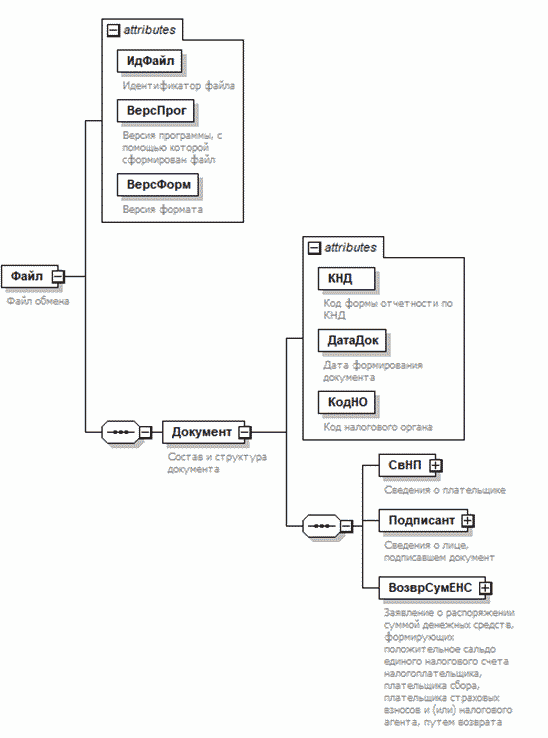 attributes
ИдФайл
Идентификатор файла
ВерсПрог
Версия программы, с
помощью которой
сформирован файл
ВерсФорм
Версия формата
Файл
Файл обмена
Документ
Состав и структура
документа
attributes
КНД
Код формы отчетности по
КНД
ДатаДок
Дата формирования
документа
КодНО
Код налогового органа
СвНП
Сведения о плательщике
Подписант
Сведения о лице,
подписавшем документ
ВозврСумЕНС
Заявление о распоряжении
суммой денежных средств,
формирующих
положительное сальдо
единого налогового счета
налогоплательщика,
плательщика сбора,
плательщика страховых
взносов и (или) налогового
агента, путем возврата